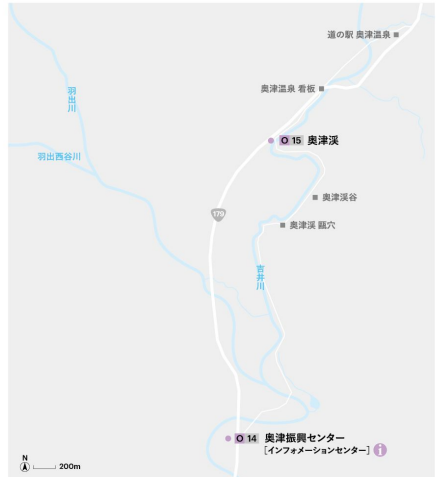 道の駅 奥津温泉
奥津温泉 看板
羽出川
O 15 奥津渓
羽出西谷川
奥津渓谷
179
奥津渓 甌穴
吉井川
O 14 奥津振興センター
[インフォメーションセンター] i
N
200m